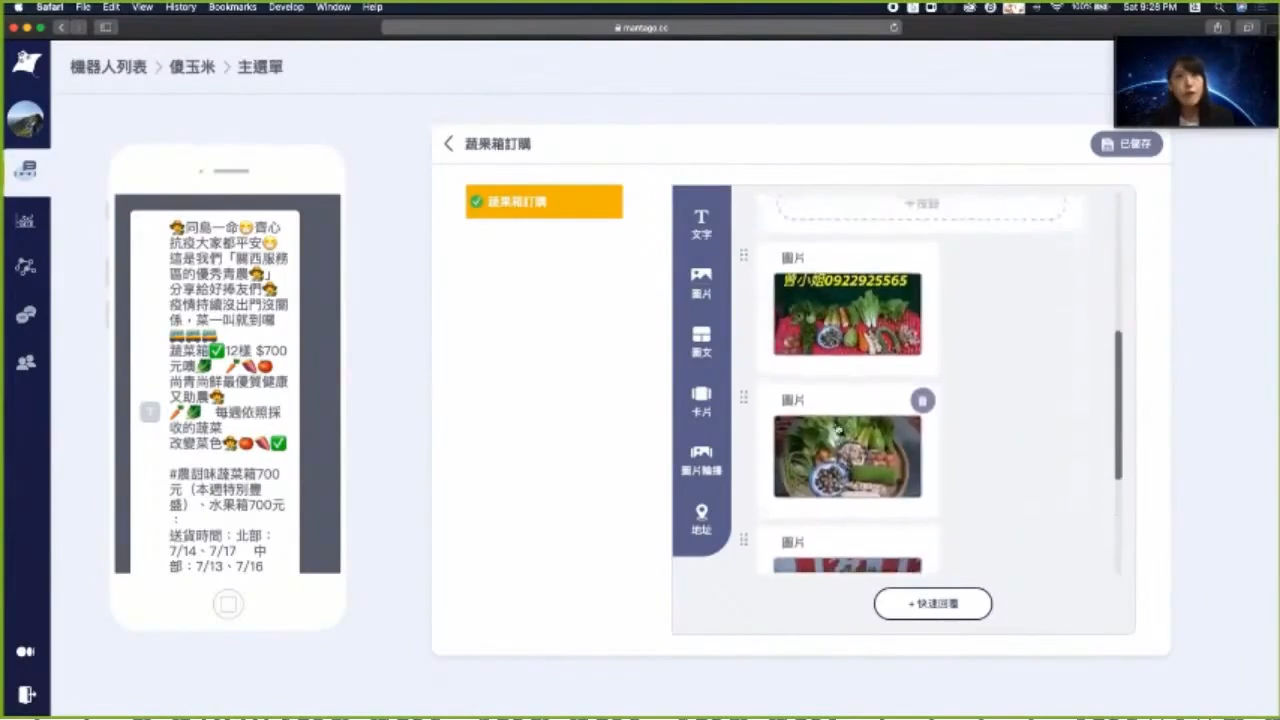 Safari File Edit View History Bookmarks Develop Window Help
100% Sat 9:28 PM
mantago.cc
機器人列表 > 傻玉米 > 主選單
蔬果箱訂購
已儲存
蔬果箱訂購
🧑‍🌾同島一命😁齊心
抗疫大家都平安😁
這是我們「關西服務
區的優秀青農🧑‍🌾」
分享給好捧友們🧑‍🌾
疫情持續沒出門沒關
係，菜一叫就到囉
蔬菜箱✅12樣 $700
元噢🥬 🥕🍠🍅
尚青尚鮮最優質健康
又助農🧑‍🌾
🥕🥬 每週依照採
收的蔬菜
改變菜色🧑‍🌾🍅🍠✅
#農甜味蔬菜箱700
元（本週特別豐
盛）、水果箱700元
：
送貨時間：北部：
7/14、7/17 中
部：7/13、7/16
T
T
文字
圖片
圖文
卡片
圖片輪播
地址
+ 按鈕
圖片
曾小姐0922925565
圖片
圖片
+ 快速回覆